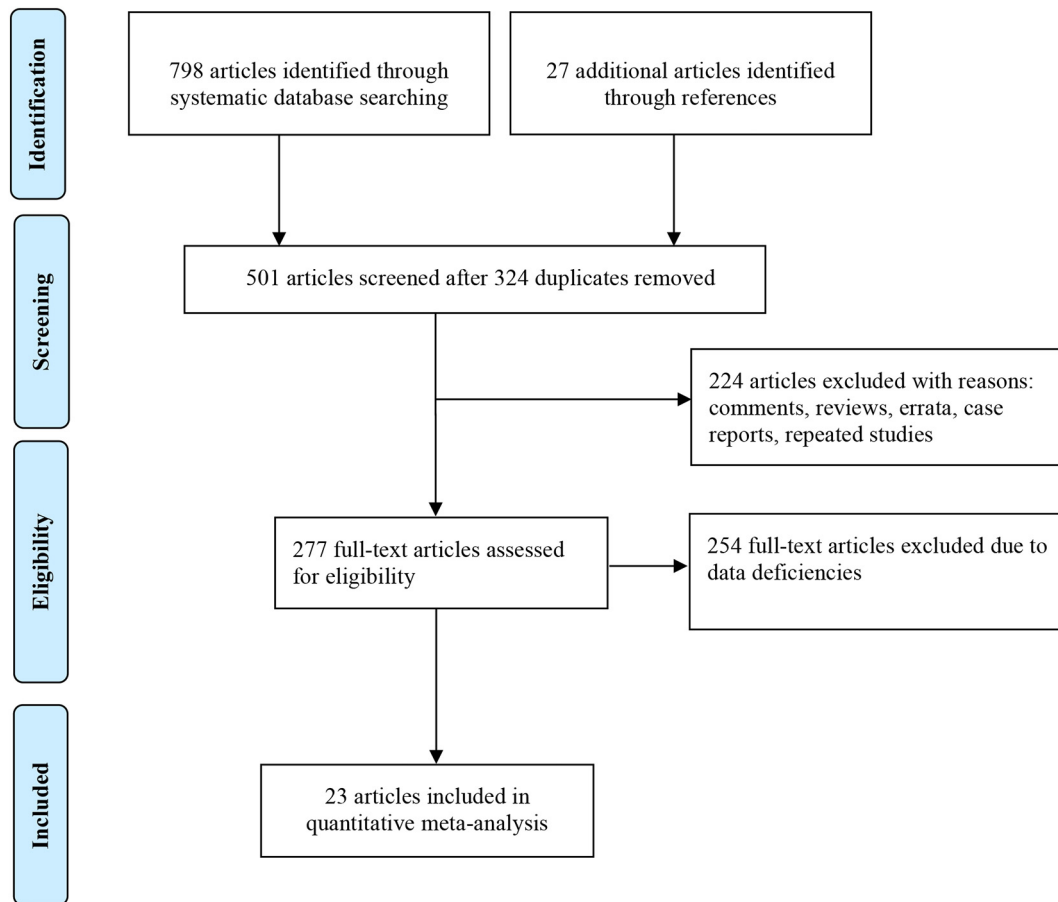 Identification
798 articles identified through
systematic database searching
27 additional articles identified
through references
Screening
501 articles screened after 324 duplicates removed
224 articles excluded with reasons:
comments, reviews, errata, case
reports, repeated studies
Eligibility
277 full-text articles assessed
for eligibility
254 full-text articles excluded due to
data deficiencies
Included
23 articles included in
quantitative meta-analysis